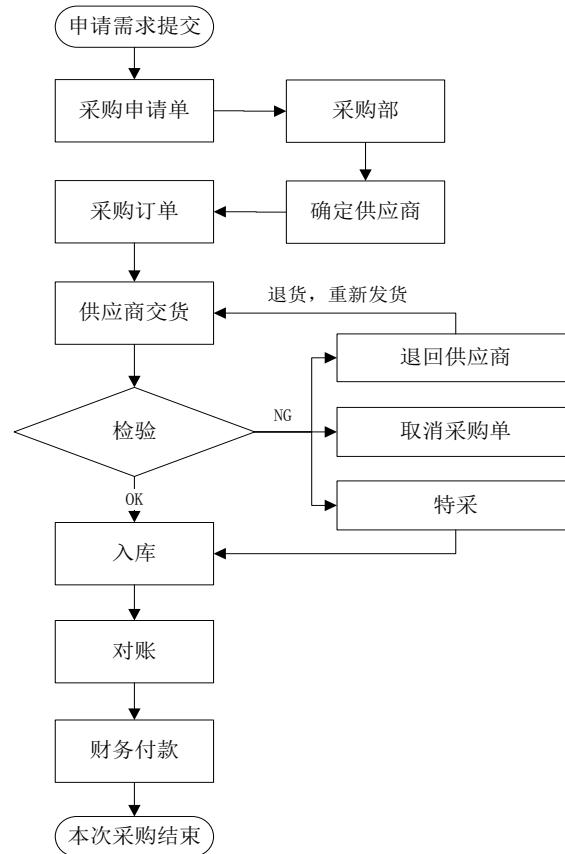 申请需求提交
采购申请单
采购部
采购订单
确定供应商
供应商交货
退货，重新发货
退回供应商
检验
NG
取消采购单
特采
OK
入库
对账
财务付款
本次采购结束